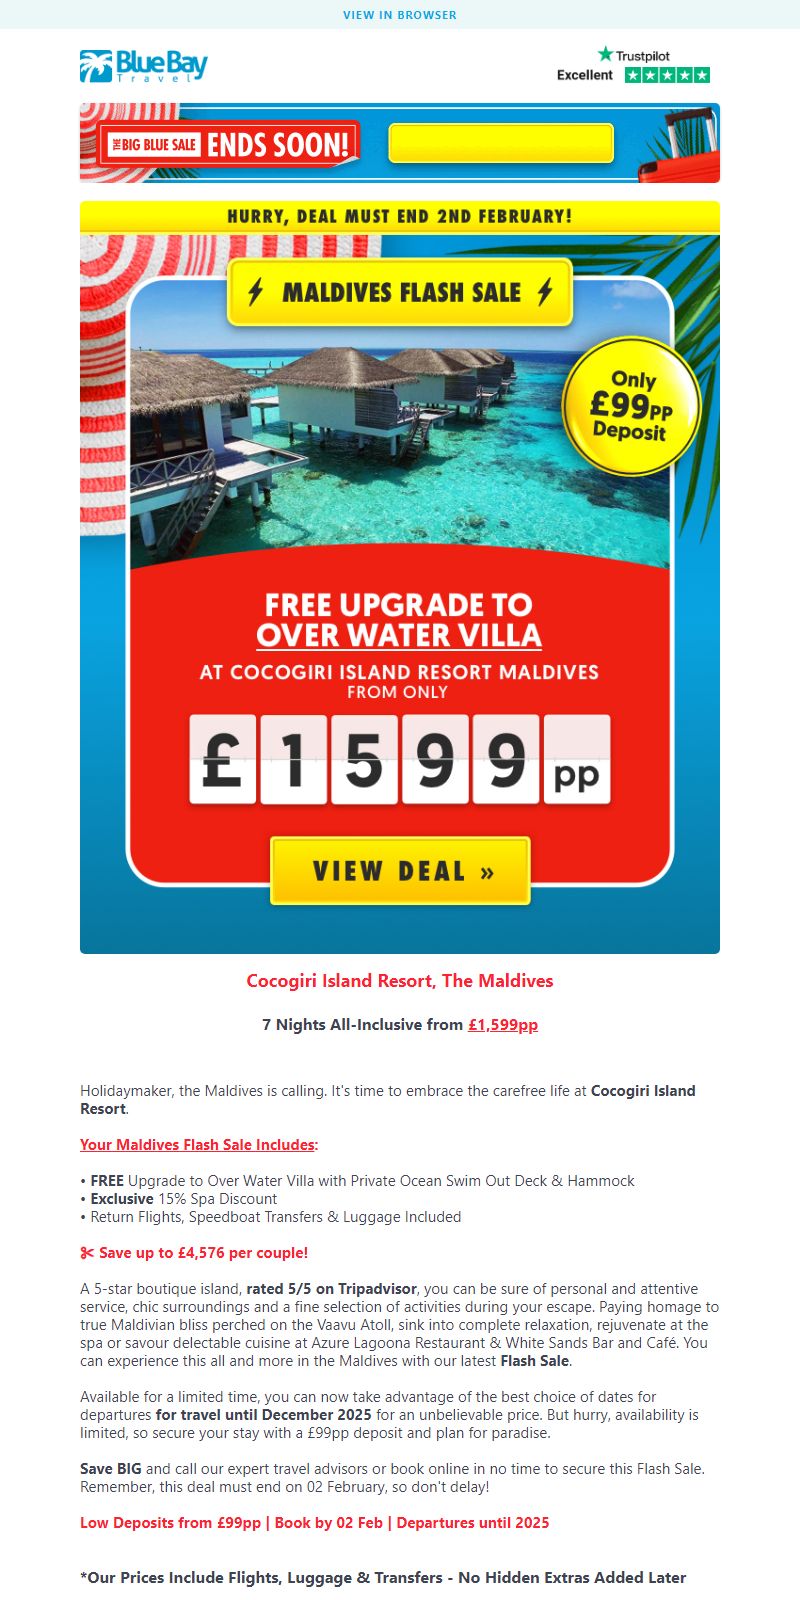 VIEW IN BROWSER
Blue Bay
Travel
Trustpilot
Excellent
THE BIG BLUE SALE ENDS SOON!
HURRY, DEAL MUST END 2ND FEBRUARY!
MALDIVES FLASH SALE
Only
£99PP
Deposit
FREE UPGRADE TO
OVER WATER VILLA
AT COCOGIRI ISLAND RESORT MALDIVES
FROM ONLY
£1599pp
VIEW DEAL »
Cocogiri Island Resort, The Maldives
7 Nights All-Inclusive from £1,599pp
Holidaymaker, the Maldives is calling. It's time to embrace the carefree life at Cocogiri Island
Resort.
Your Maldives Flash Sale Includes:
• FREE Upgrade to Over Water Villa with Private Ocean Swim Out Deck & Hammock
• Exclusive 15% Spa Discount
• Return Flights, Speedboat Transfers & Luggage Included
✂ Save up to £4,576 per couple!
A 5-star boutique island, rated 5/5 on Tripadvisor, you can be sure of personal and attentive
service, chic surroundings and a fine selection of activities during your escape. Paying homage to
true Maldivian bliss perched on the Vaavu Atoll, sink into complete relaxation, rejuvenate at the
spa or savour delectable cuisine at Azure Lagoona Restaurant & White Sands Bar and Café. You
can experience this all and more in the Maldives with our latest Flash Sale.
Available for a limited time, you can now take advantage of the best choice of dates for
departures for travel until December 2025 for an unbelievable price. But hurry, availability is
limited, so secure your stay with a £99pp deposit and plan for paradise.
Save BIG and call our expert travel advisors or book online in no time to secure this Flash Sale.
Remember, this deal must end on 02 February, so don't delay!
Low Deposits from £99pp | Book by 02 Feb | Departures until 2025
*Our Prices Include Flights, Luggage & Transfers - No Hidden Extras Added Later